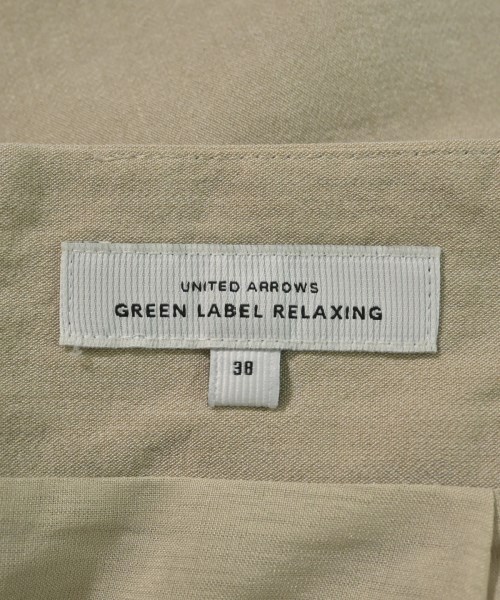 UNITED ARROWS
GREEN LABEL RELAXING
38